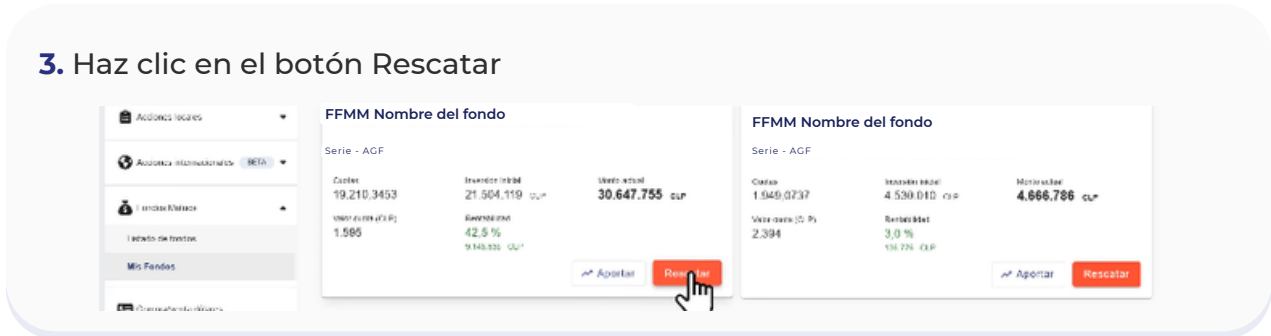 3. Haz clic en el botón Rescatar
Acciones locales
Acciones internacionales BETA
Fondos Mutuos
Listado de fondos
Mis Fondos
FFMM Nombre del fondo
Serie - AGF
Cuotas
19.210,3453
Inversión inicial
21.504.119 CLP
Monto actual
30.647.755 CLP
Valor cuota (CLP)
1.595
Rentabilidad
42,5 %
CLP
Aportar
Rescatar
FFMM Nombre del fondo
Serie - AGF
Cuotas
1.949,0737
Inversión inicial
4.530.010 CLP
Monto actual
4.666.786 CLP
Valor cuota (CLP)
2.394
Rentabilidad
3,0 %
CLP
Aportar
Rescatar